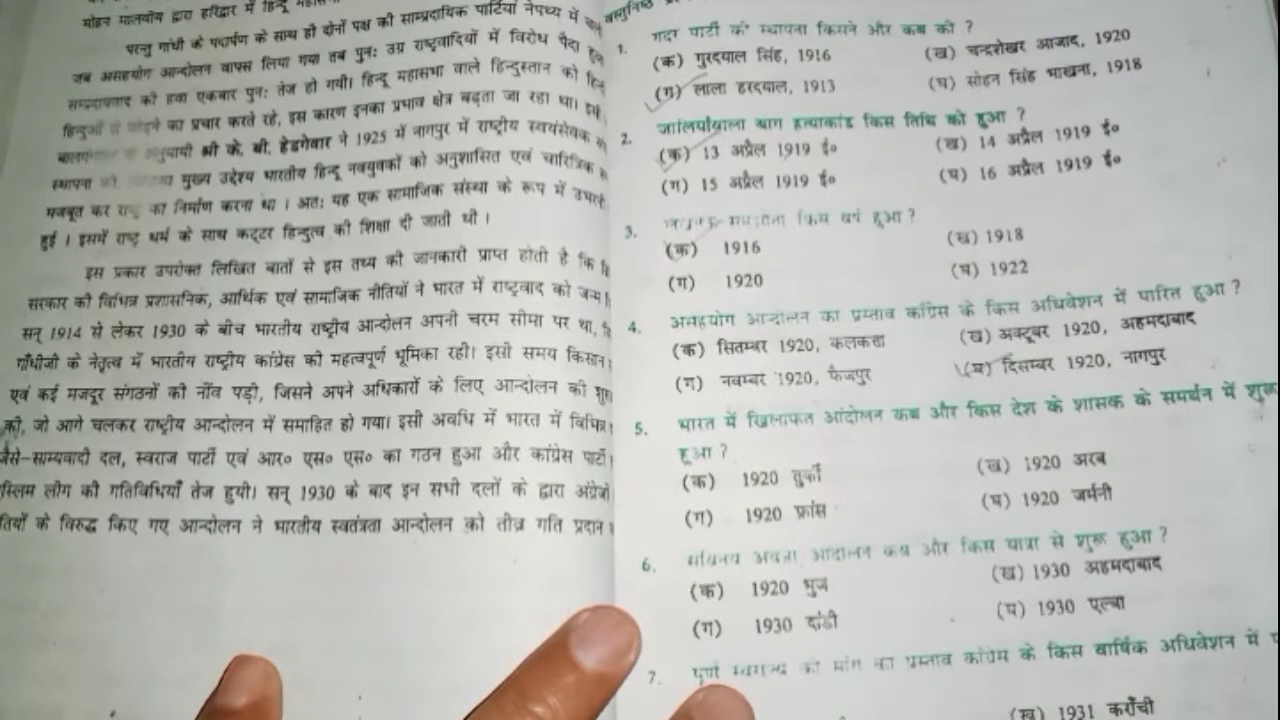 मोहन मालवीय द्वारा हरिद्वार में हिन्दू
परन्तु गांधी के पदार्पण के साथ ही दोनों पक्ष की साम्प्रदायिक पार्टियां नेपथ्य में
जब असहयोग आन्दोलन वापस लिया गया तब पुनः उग्र राष्ट्रवादियों में विरोध पैदा
सम्प्रदायवाद की हवा एकबार पुनः तेज हो गयी। हिन्दू महासभा वाले हिन्दुस्तान को
हिन्दुओं से जोड़ने का प्रचार करते रहे, इस कारण इनका प्रभाव क्षेत्र बढ़ता जा रहा था।
अनुयायी श्री के. बी. हेडगेवार ने 1925 में नागपुर में राष्ट्रीय स्वयंसेवक
स्थापना की, मुख्य उद्देश्य भारतीय हिन्दू नवयुवकों को अनुशासित एवं चारित्रिक
मजबूत कर राष्ट्र का निर्माण करना था । अतः यह एक सामाजिक संस्था के रूप में
हुई । इसमें राष्ट्र धर्म के साथ कट्टर हिन्दुत्व की शिक्षा दी जाती थी ।
इस प्रकार उपरोक्त लिखित बातों से इस तथ्य की जानकारी प्राप्त होती है कि
सरकार की विभिन्न प्रशासनिक, आर्थिक एवं सामाजिक नीतियों ने भारत में राष्ट्रवाद को जन्म
सन् 1914 से लेकर 1930 के बीच भारतीय राष्ट्रीय आन्दोलन अपनी चरम सीमा पर था,
गाँधीजी के नेतृत्व में भारतीय राष्ट्रीय कांग्रेस की महत्वपूर्ण भूमिका रही। इसी समय किसान
एवं कई मजदूर संगठनों की नींव पड़ी, जिसने अपने अधिकारों के लिए आन्दोलन की
की, जो आगे चलकर राष्ट्रीय आन्दोलन में समाहित हो गया। इसी अवधि में भारत में विभिन्न
जैसे-साम्यवादी दल, स्वराज पार्टी एवं आर० एस० एस० का गठन हुआ और कांग्रेस पार्टी
स्लिम लीग की गतिविधियाँ तेज हुयी। सन् 1930 के बाद इन सभी दलों के द्वारा अंग्रेजों
तियों के विरुद्ध किए गए आन्दोलन ने भारतीय स्वतंत्रता आन्दोलन को तीव्र गति प्रदान
वस्तुनिष्ठ
1. गदर पार्टी की स्थापना किसने और कब की ?
(क) गुरदयाल सिंह, 1916 (ख) चन्द्रशेखर आजाद, 1920
(ग) लाला हरदयाल, 1913 (घ) सोहन सिंह भाखना, 1918
2. जालियाँवाला बाग हत्याकांड किस तिथि को हुआ ?
(क) 13 अप्रैल 1919 ई० (ख) 14 अप्रैल 1919 ई०
(ग) 15 अप्रैल 1919 ई० (घ) 16 अप्रैल 1919 ई०
3. लखनऊ समझौता किस वर्ष हुआ ?
(क) 1916 (ख) 1918
(ग) 1920 (घ) 1922
4. असहयोग आन्दोलन का प्रस्ताव कांग्रेस के किस अधिवेशन में पारित हुआ ?
(क) सितम्बर 1920, कलकत्ता (ख) अक्टूबर 1920, अहमदाबाद
(ग) नवम्बर 1920, फैजपुर (घ) दिसम्बर 1920, नागपुर
5. भारत में खिलाफत आंदोलन कब और किस देश के शासक के समर्थन में शुरू
हुआ ?
(क) 1920 तुर्की (ख) 1920 अरब
(ग) 1920 फ्रांस (घ) 1920 जर्मनी
6. सविनय अवज्ञा आंदोलन कब और किस यात्रा से शुरू हुआ ?
(क) 1920 भुज (ख) 1930 अहमदाबाद
(ग) 1930 दांडी (घ) 1930 एल्बा
7. पूर्ण स्वराज्य की मांग का प्रस्ताव कांग्रेस के किस वार्षिक अधिवेशन में
(ख) 1931 कराँची